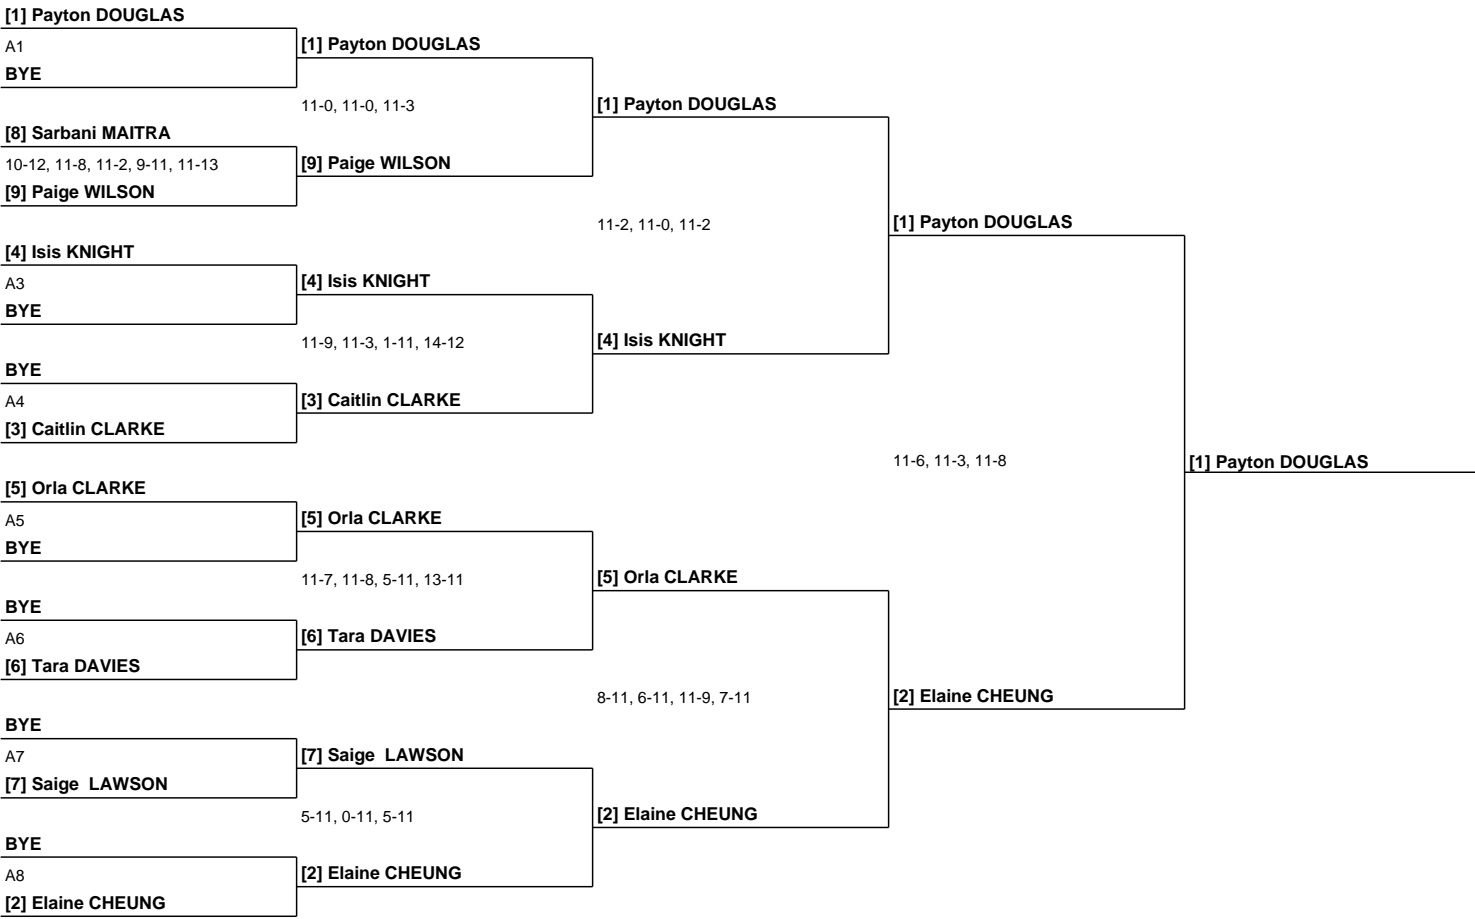 [1] Payton DOUGLAS
A1
BYE
[8] Sarbani MAITRA
10-12, 11-8, 11-2, 9-11, 11-13
[9] Paige WILSON
[4] Isis KNIGHT
A3
BYE
BYE
A4
[3] Caitlin CLARKE
[5] Orla CLARKE
A5
BYE
BYE
A6
[6] Tara DAVIES
BYE
A7
[7] Saige  LAWSON
BYE
A8
[2] Elaine CHEUNG
[1] Payton DOUGLAS
11-0, 11-0, 11-3
[9] Paige WILSON
[4] Isis KNIGHT
11-9, 11-3, 1-11, 14-12
[3] Caitlin CLARKE
[5] Orla CLARKE
11-7, 11-8, 5-11, 13-11
[6] Tara DAVIES
[7] Saige  LAWSON
5-11, 0-11, 5-11
[2] Elaine CHEUNG
[1] Payton DOUGLAS
11-2, 11-0, 11-2
[4] Isis KNIGHT
[5] Orla CLARKE
8-11, 6-11, 11-9, 7-11
[2] Elaine CHEUNG
[1] Payton DOUGLAS
11-6, 11-3, 11-8
[2] Elaine CHEUNG
[1] Payton DOUGLAS